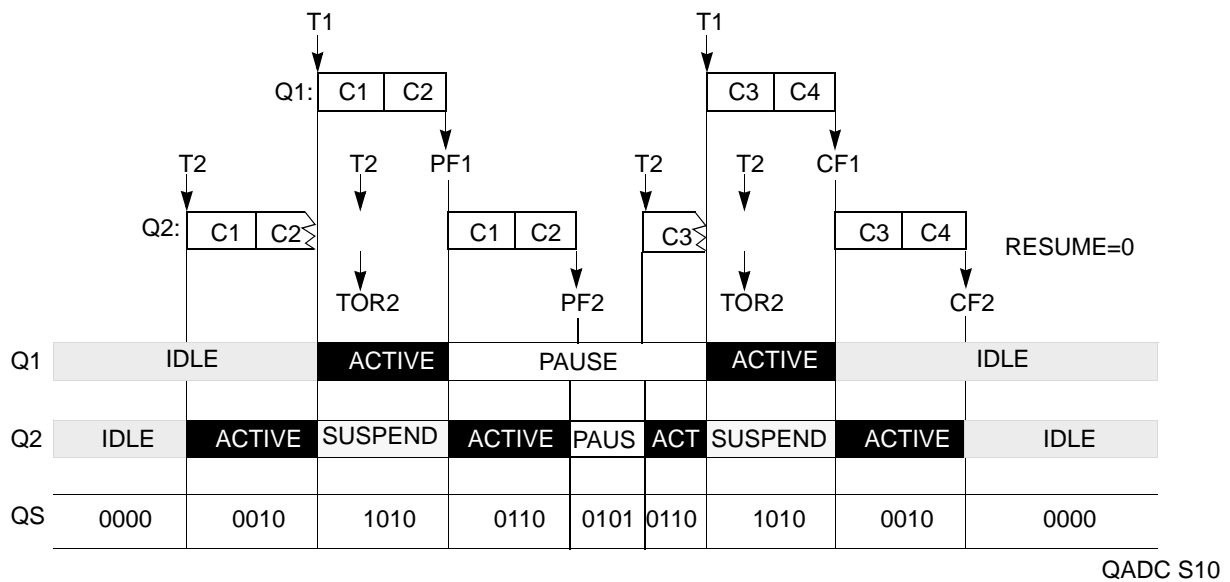 T1 T1
Q1: C1 C2 C3 C4
T2 T2 PF1 T2 T2 CF1
Q2: C1 C2 C1 C2 C3 C3 C4
RESUME=0
TOR2 PF2 TOR2 CF2
Q1 IDLE ACTIVE PAUSE ACTIVE IDLE
Q2 IDLE ACTIVE SUSPEND ACTIVE PAUS ACT SUSPEND ACTIVE IDLE
QS 0000 0010 1010 0110 0101 0110 1010 0010 0000
QADC S10